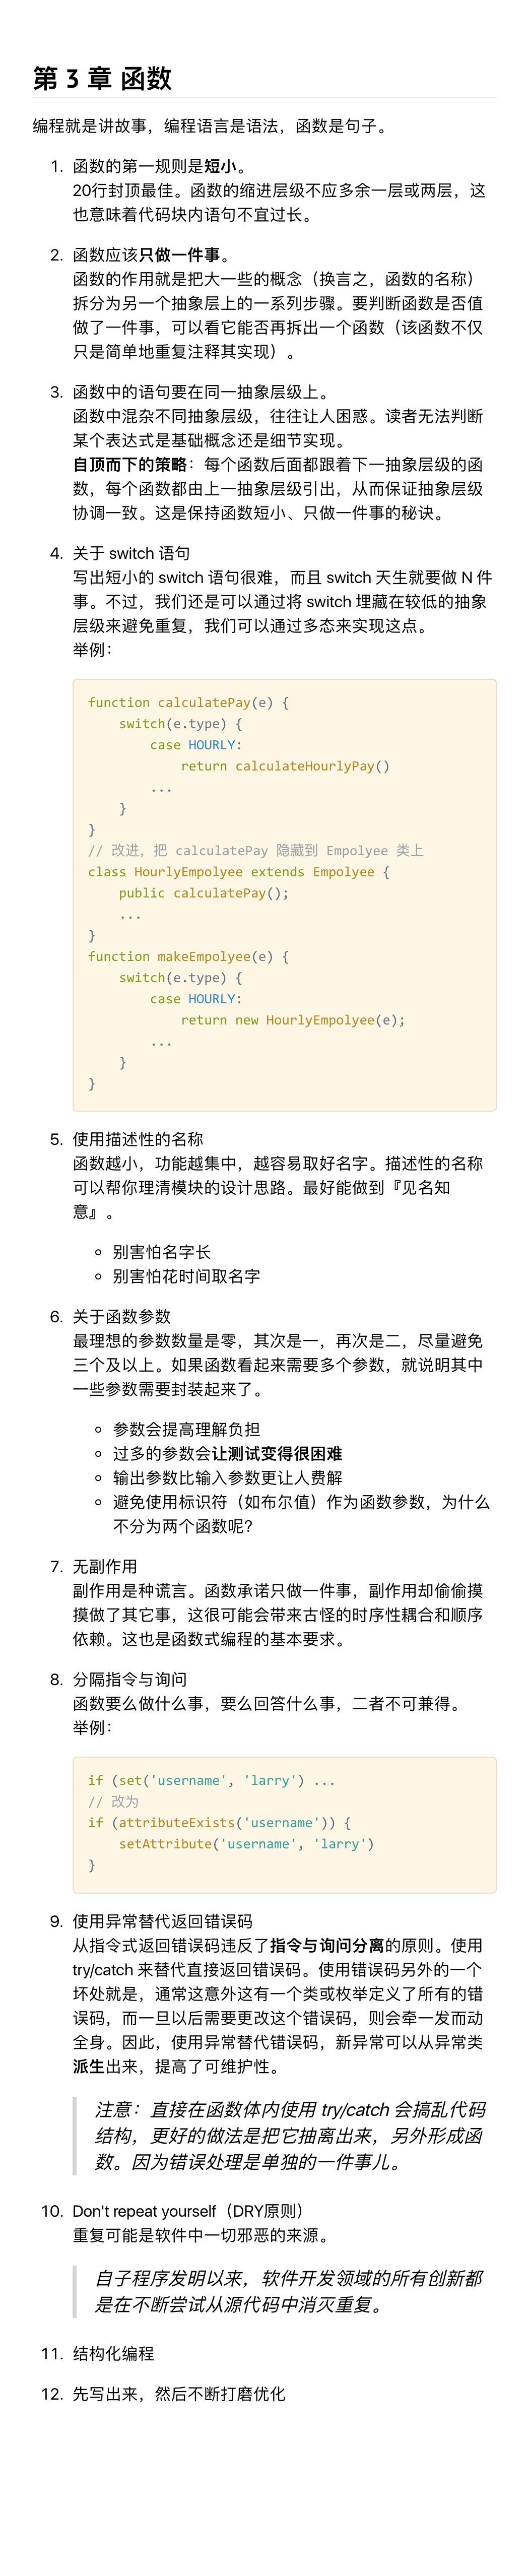 第 3 章 函数
编程就是讲故事，编程语言是语法，函数是句子。
1. 函数的第一规则是短小。
20行封顶最佳。函数的缩进层级不应多余一层或两层，这
也意味着代码块内语句不宜过长。
2. 函数应该只做一件事。
函数的作用就是把大一些的概念（换言之，函数的名称）
拆分为另一个抽象层上的一系列步骤。要判断函数是否值
做了一件事，可以看它能否再拆出一个函数（该函数不仅
只是简单地重复注释其实现）。
3. 函数中的语句要在同一抽象层级上。
函数中混杂不同抽象层级，往往让人困惑。读者无法判断
某个表达式是基础概念还是细节实现。
自顶而下的策略：每个函数后面都跟着下一抽象层级的函
数，每个函数都由上一抽象层级引出，从而保证抽象层级
协调一致。这是保持函数短小、只做一件事的秘诀。
4. 关于 switch 语句
写出短小的 switch 语句很难，而且 switch 天生就要做 N 件
事。不过，我们还是可以通过将 switch 埋藏在较低的抽象
层级来避免重复，我们可以通过多态来实现这点。
举例：
function calculatePay(e) {
    switch(e.type) {
        case HOURLY:
            return calculateHourlyPay()
        ...
    }
}
// 改进，把 calculatePay 隐藏到 Empolyee 类上
class HourlyEmpolyee extends Empolyee {
    public calculatePay();
    ...
}
function makeEmpolyee(e) {
    switch(e.type) {
        case HOURLY:
            return new HourlyEmpolyee(e);
        ...
    }
}
5. 使用描述性的名称
函数越小，功能越集中，越容易取好名字。描述性的名称
可以帮你理清模块的设计思路。最好能做到『见名知
意』。
◦ 别害怕名字长
◦ 别害怕花时间取名字
6. 关于函数参数
最理想的参数数量是零，其次是一，再次是二，尽量避免
三个及以上。如果函数看起来需要多个参数，就说明其中
一些参数需要封装起来了。
◦ 参数会提高理解负担
◦ 过多的参数会让测试变得很困难
◦ 输出参数比输入参数更让人费解
◦ 避免使用标识符（如布尔值）作为函数参数，为什么
不分为两个函数呢？
7. 无副作用
副作用是种谎言。函数承诺只做一件事，副作用却偷偷摸
摸做了其它事，这很可能会带来古怪的时序性耦合和顺序
依赖。这也是函数式编程的基本要求。
8. 分隔指令与询问
函数要么做什么事，要么回答什么事，二者不可兼得。
举例：
if (set('username', 'larry') ...
// 改为
if (attributeExists('username')) {
    setAttribute('username', 'larry')
}
9. 使用异常替代返回错误码
从指令式返回错误码违反了指令与询问分离的原则。使用
try/catch 来替代直接返回错误码。使用错误码另外的一个
坏处就是，通常这意外这有一个类或枚举定义了所有的错
误码，而一旦以后需要更改这个错误码，则会牵一发而动
全身。因此，使用异常替代错误码，新异常可以从异常类
派生出来，提高了可维护性。
注意：直接在函数体内使用 try/catch 会搞乱代码
结构，更好的做法是把它抽离出来，另外形成函
数。因为错误处理是单独的一件事儿。
10. Don't repeat yourself（DRY原则）
重复可能是软件中一切邪恶的来源。
自子程序发明以来，软件开发领域的所有创新都
是在不断尝试从源代码中消灭重复。
11. 结构化编程
12. 先写出来，然后不断打磨优化